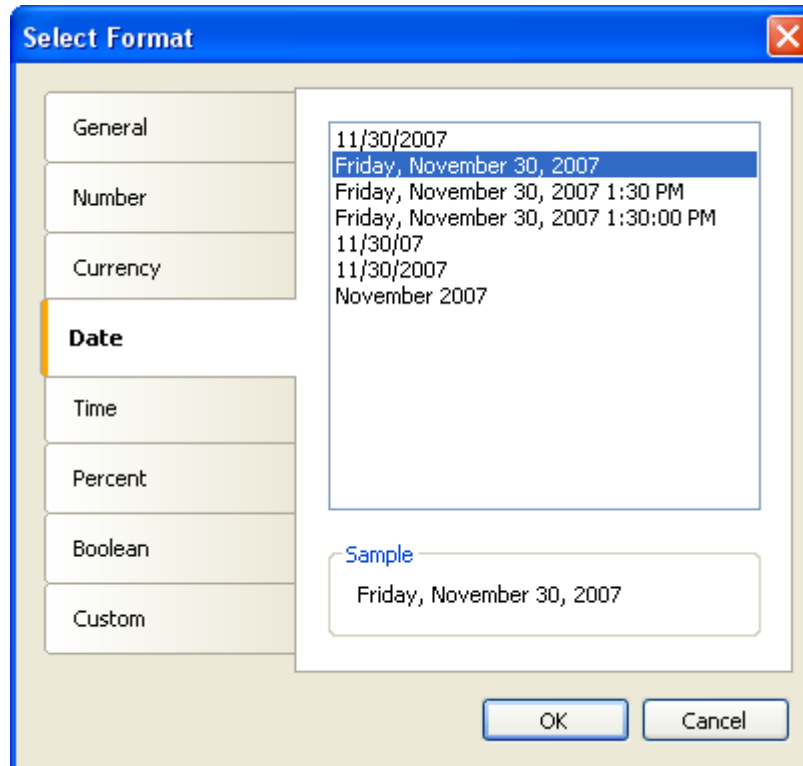 Select Format
General
Number
Currency
Date
Time
Percent
Boolean
Custom
11/30/2007
Friday, November 30, 2007
Friday, November 30, 2007 1:30 PM
Friday, November 30, 2007 1:30:00 PM
11/30/07
11/30/2007
November 2007
Sample
Friday, November 30, 2007
OK
Cancel